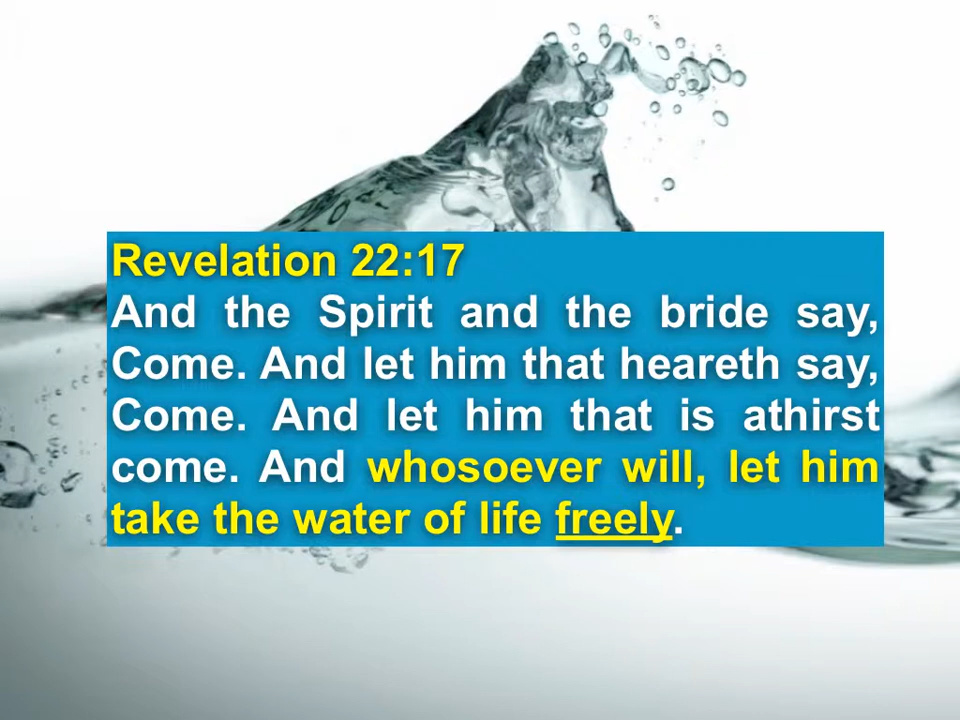 Revelation 22:17
And the Spirit and the bride say,
Come. And let him that heareth say,
Come. And let him that is athirst
come. And whosoever will, let him
take the water of life freely.